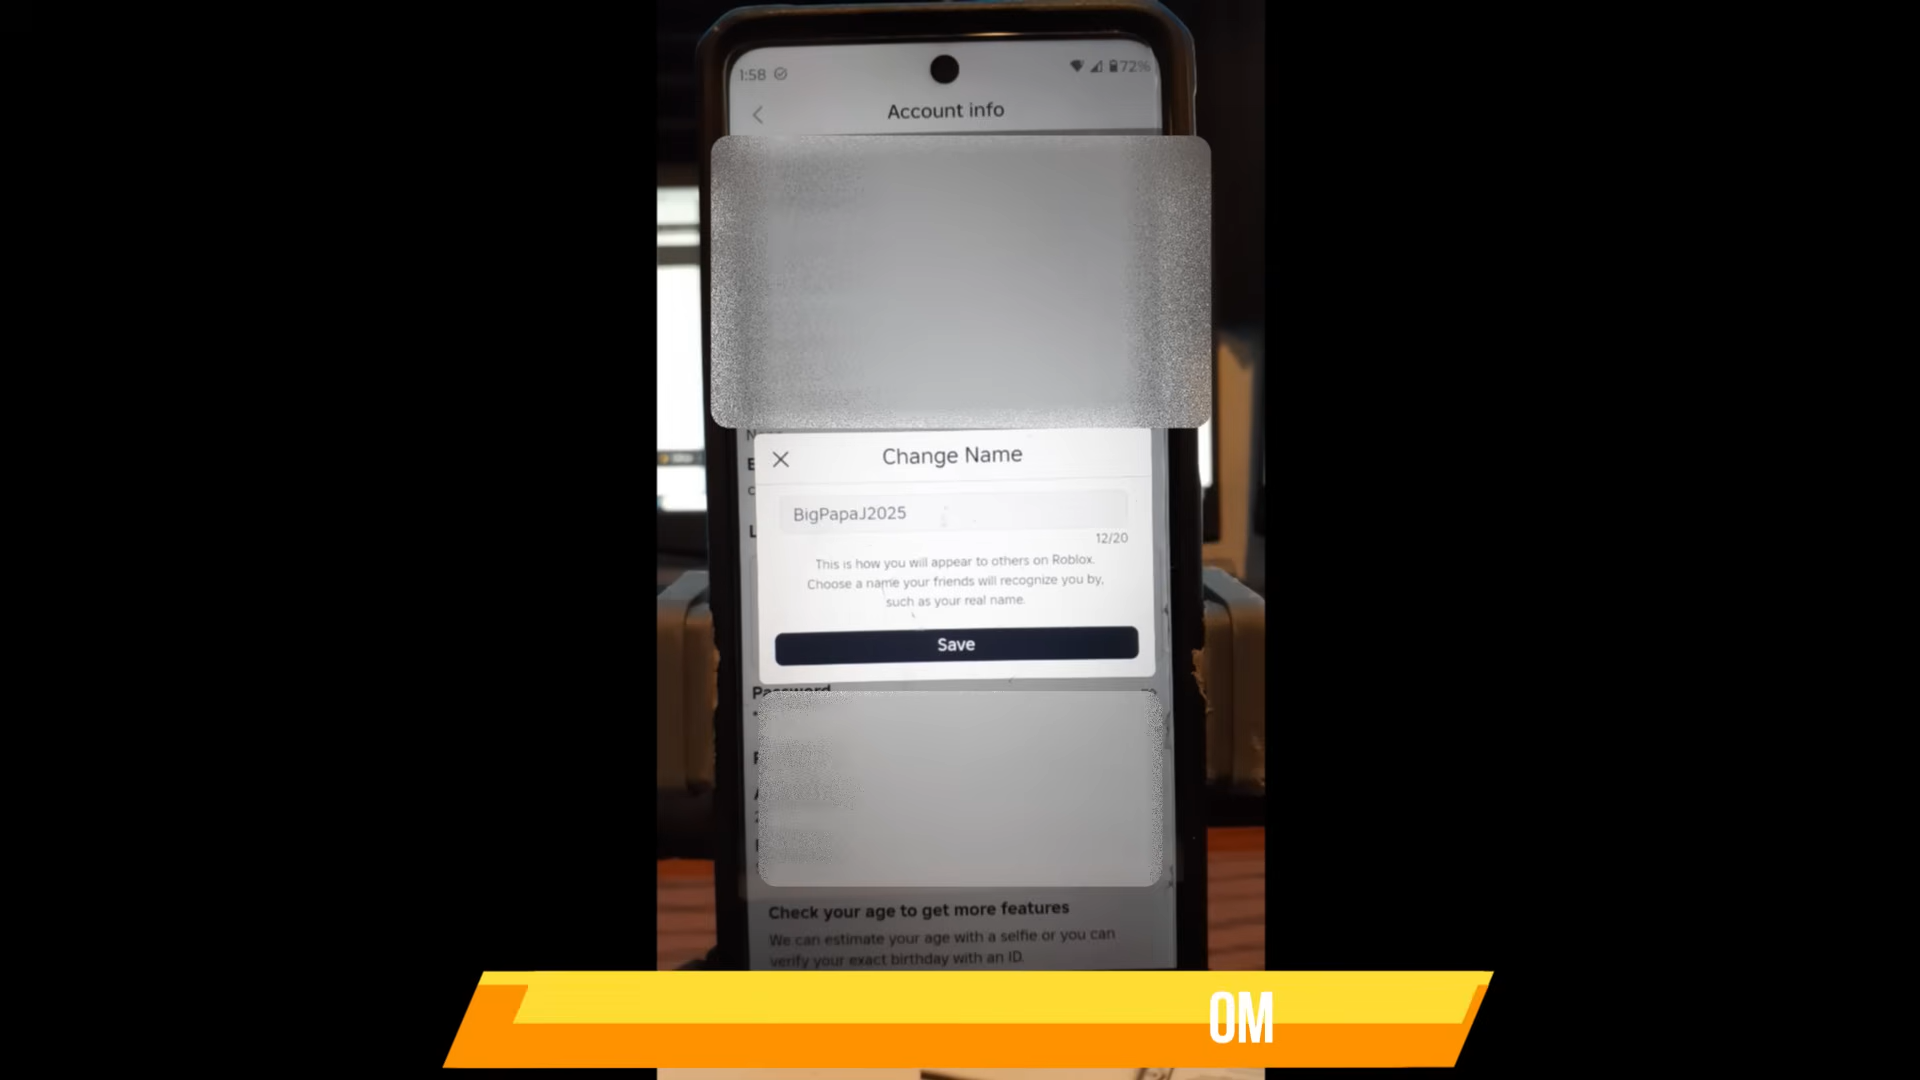 1:58
72%
Account info
Change Name
BigPapaJ2025
12/20
This is how you will appear to others on Roblox.
Choose a name your friends will recognize you by,
such as your real name.
Save
Password
Check your age to get more features
We can estimate your age with a selfie or you can
verify your exact birthday with an ID.
OM